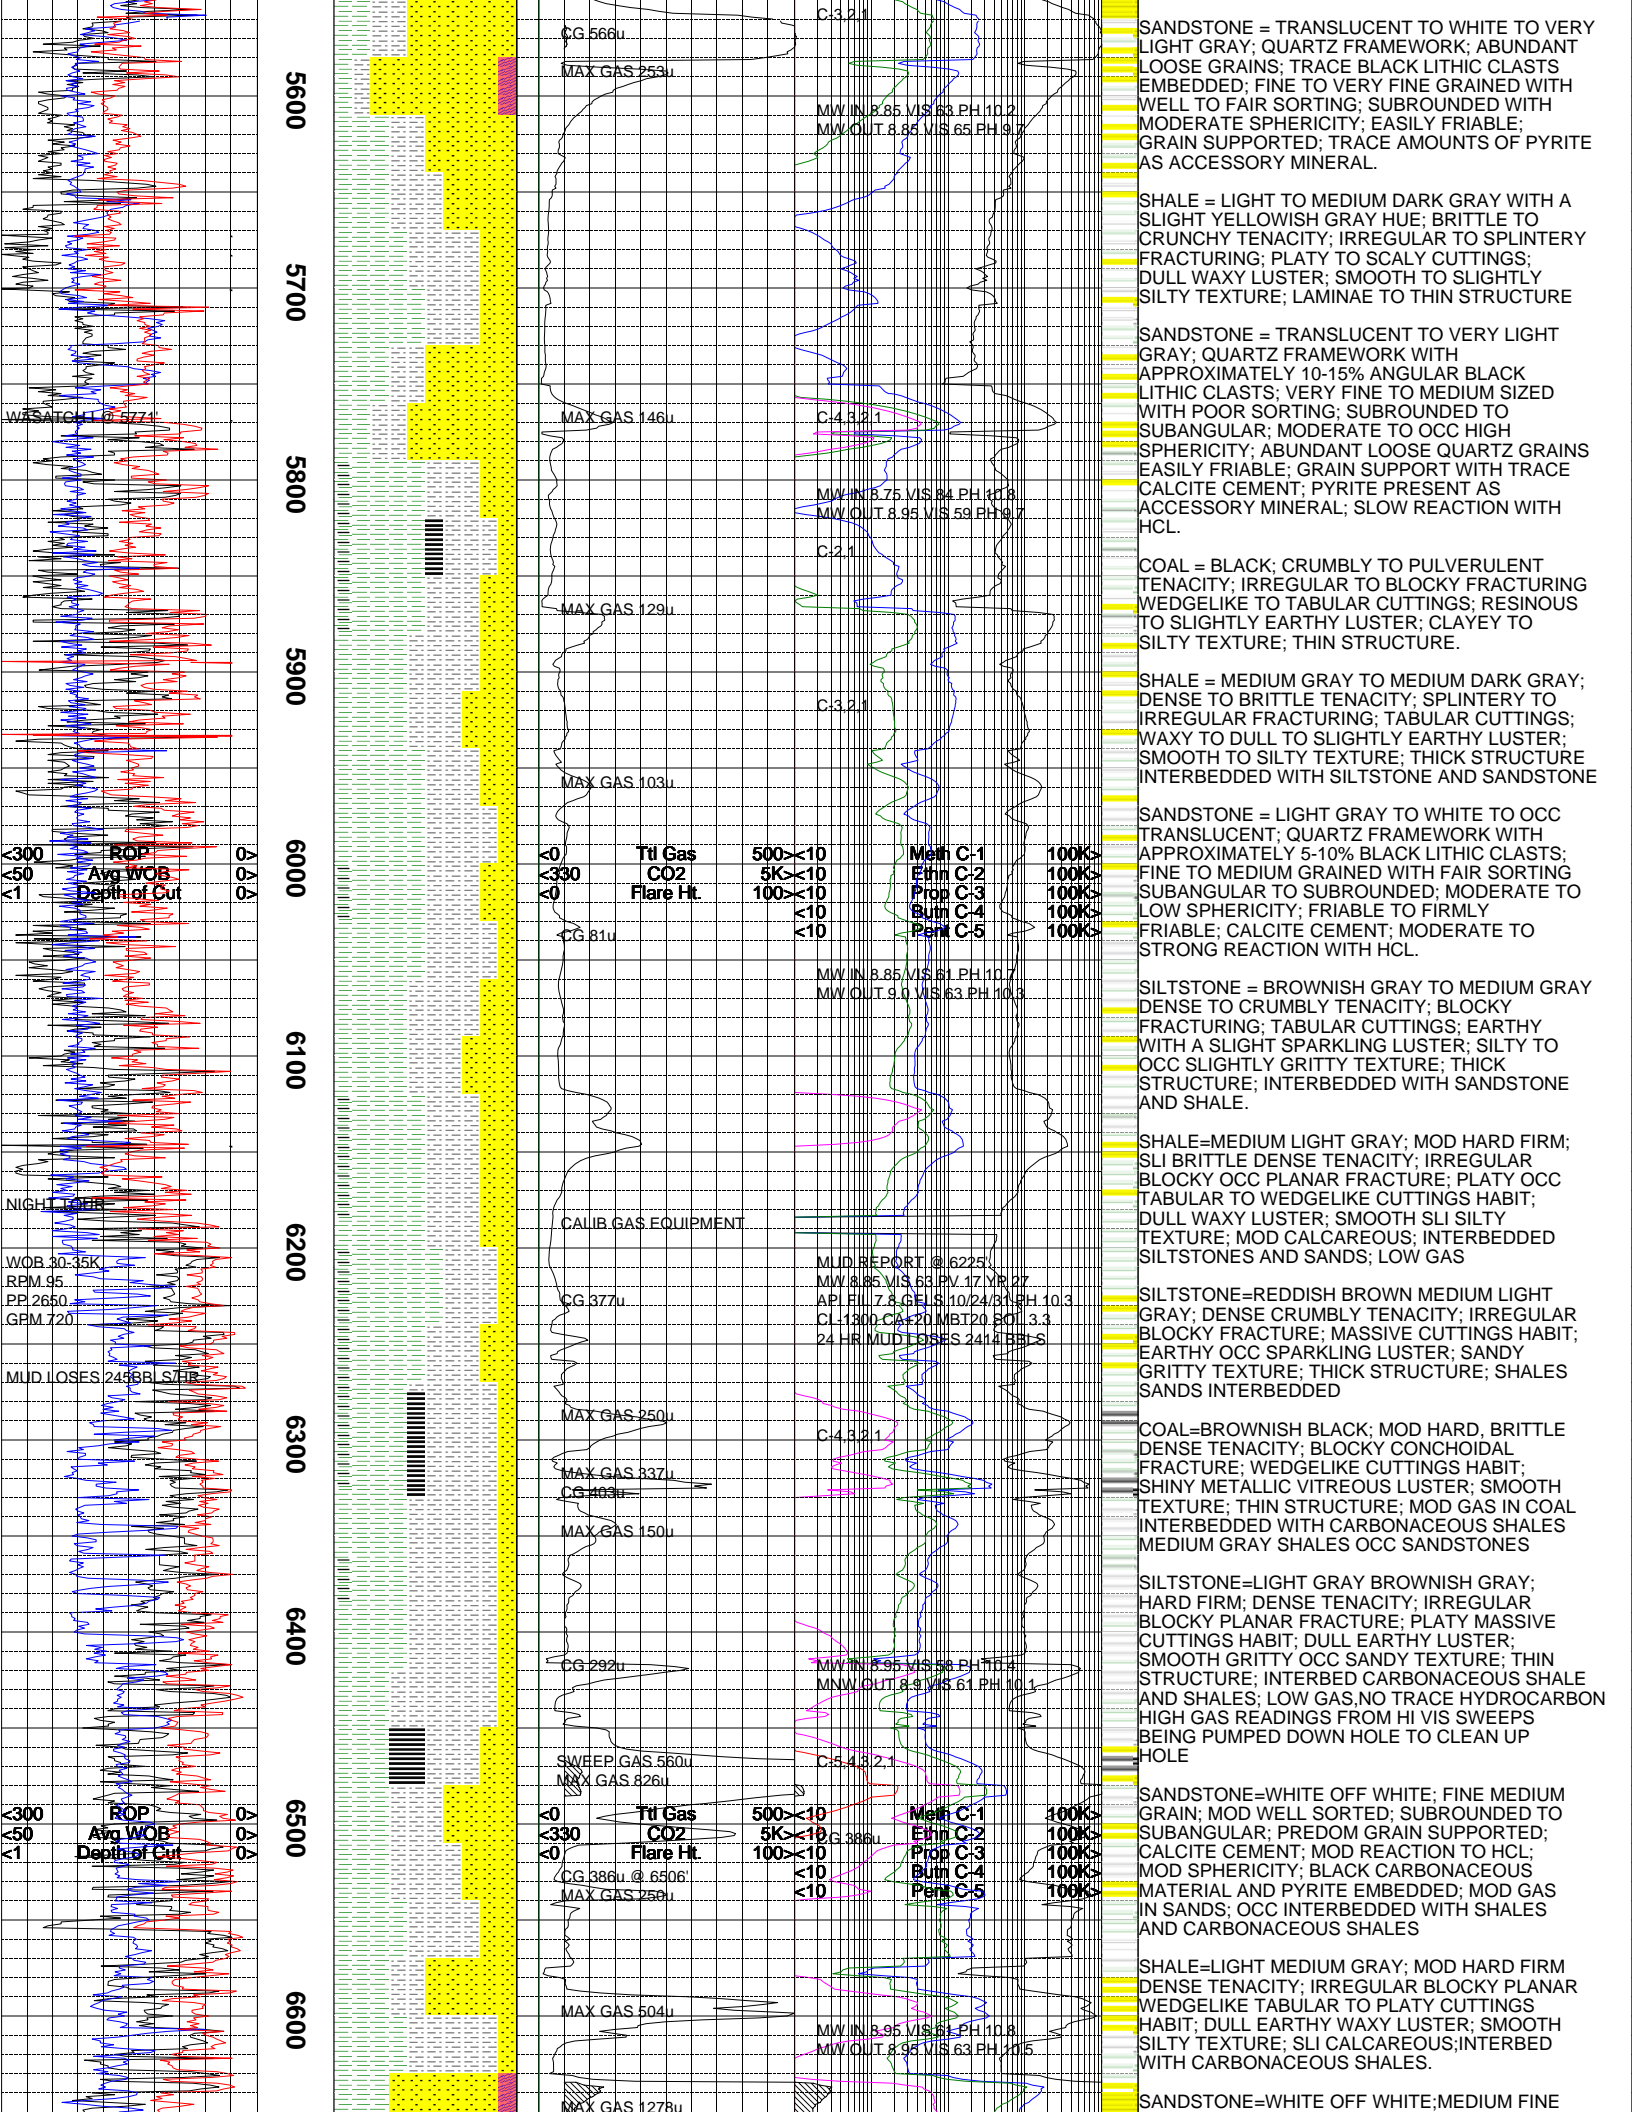 C-3,2,1
CG 566u
MAX GAS 253u
MW IN 8.85 VIS 63 PH 10.2
MW OUT 8.85 VIS 65 PH 9.7
5600
5700
WASATCH I @ 5771'
MAX GAS 146u
C-4,3,2,1
5800
MW IN 8.75 VIS 84 PH 10.8
MW OUT 8.95 VIS 59 PH 9.7
C-2,1
MAX GAS 129u
5900
C-3,2,1
MAX GAS 103u
<300 ROP 0>
<50 Avg WOB 0>
<1 Depth of Cut 0>
6000
<0 Ttl Gas 500>
<330 CO2 5K>
<0 Flare Ht. 100>
<10 Meth C-1 100K>
<10 Ethn C-2 100K>
<10 Prop C-3 100K>
<10 Butn C-4 100K>
<10 Pent C-5 100K>
CG 81u
MW IN 8.85 VIS 61 PH 10.7
MW OUT 9.0 VIS 63 PH 10.3
6100
NIGHT TOUR
CALIB GAS EQUIPMENT
6200
WOB 30-35K
RPM 95
PP 2650
GPM 720
MUD REPORT @ 6225'
MW 8.85 VIS 63 PV 17 YP 27
API FIL 7.8 GELS 10/24/31 PH 10.3
CL-1300 CA+20 MBT20 SOL 3.3
24 HR MUD LOSES 2414 BBLS
CG 377u
MUD LOSES 245BBLS/HR
MAX GAS 250u
C-4,3,2,1
6300
MAX GAS 337u
CG 403u
MAX GAS 150u
6400
CG 292u
MW IN 8.95 VIS 58 PH 10.4
MNW OUT 8.9 VIS 61 PH 10.1
SWEEP GAS 560u
MAX GAS 826u
C-5,4,3,2,1
<300 ROP 0>
<50 Avg WOB 0>
<1 Depth of Cut 0>
6500
<0 Ttl Gas 500>
<330 CO2 5K>
<0 Flare Ht. 100>
<10 Meth C-1 100K>
<10 Ethn C-2 100K>
<10 Prop C-3 100K>
<10 Butn C-4 100K>
<10 Pent C-5 100K>
CG 386u
CG 386u @ 6506'
MAX GAS 250u
6600
MAX GAS 504u
MW IN 8.95 VIS 61 PH 10.8
MW OUT 8.95 VIS 63 PH 10.5
MAX GAS 1278u
SANDSTONE = TRANSLUCENT TO WHITE TO VERY
LIGHT GRAY; QUARTZ FRAMEWORK; ABUNDANT
LOOSE GRAINS; TRACE BLACK LITHIC CLASTS
EMBEDDED; FINE TO VERY FINE GRAINED WITH
WELL TO FAIR SORTING; SUBROUNDED WITH
MODERATE SPHERICITY; EASILY FRIABLE;
GRAIN SUPPORTED; TRACE AMOUNTS OF PYRITE
AS ACCESSORY MINERAL.
SHALE = LIGHT TO MEDIUM DARK GRAY WITH A
SLIGHT YELLOWISH GRAY HUE; BRITTLE TO
CRUNCHY TENACITY; IRREGULAR TO SPLINTERY
FRACTURING; PLATY TO SCALY CUTTINGS;
DULL WAXY LUSTER; SMOOTH TO SLIGHTLY
SILTY TEXTURE; LAMINAE TO THIN STRUCTURE
SANDSTONE = TRANSLUCENT TO VERY LIGHT
GRAY; QUARTZ FRAMEWORK WITH
APPROXIMATELY 10-15% ANGULAR BLACK
LITHIC CLASTS; VERY FINE TO MEDIUM SIZED
WITH POOR SORTING; SUBROUNDED TO
SUBANGULAR; MODERATE TO OCC HIGH
SPHERICITY; ABUNDANT LOOSE QUARTZ GRAINS
EASILY FRIABLE; GRAIN SUPPORT WITH TRACE
CALCITE CEMENT; PYRITE PRESENT AS
ACCESSORY MINERAL; SLOW REACTION WITH
HCL.
COAL = BLACK; CRUMBLY TO PULVERULENT
TENACITY; IRREGULAR TO BLOCKY FRACTURING
WEDGELIKE TO TABULAR CUTTINGS; RESINOUS
TO SLIGHTLY EARTHY LUSTER; CLAYEY TO
SILTY TEXTURE; THIN STRUCTURE.
SHALE = MEDIUM GRAY TO MEDIUM DARK GRAY;
DENSE TO BRITTLE TENACITY; SPLINTERY TO
IRREGULAR FRACTURING; TABULAR CUTTINGS;
WAXY TO DULL TO SLIGHTLY EARTHY LUSTER;
SMOOTH TO SILTY TEXTURE; THICK STRUCTURE
INTERBEDDED WITH SILTSTONE AND SANDSTONE
SANDSTONE = LIGHT GRAY TO WHITE TO OCC
TRANSLUCENT; QUARTZ FRAMEWORK WITH
APPROXIMATELY 5-10% BLACK LITHIC CLASTS;
FINE TO MEDIUM GRAINED WITH FAIR SORTING
SUBANGULAR TO SUBROUNDED; MODERATE TO
LOW SPHERICITY; FRIABLE TO FIRMLY
FRIABLE; CALCITE CEMENT; MODERATE TO
STRONG REACTION WITH HCL.
SILTSTONE = BROWNISH GRAY TO MEDIUM GRAY
DENSE TO CRUMBLY TENACITY; BLOCKY
FRACTURING; TABULAR CUTTINGS; EARTHY
WITH A SLIGHT SPARKLING LUSTER; SILTY TO
OCC SLIGHTLY GRITTY TEXTURE; THICK
STRUCTURE; INTERBEDDED WITH SANDSTONE
AND SHALE.
SHALE=MEDIUM LIGHT GRAY; MOD HARD FIRM;
SLI BRITTLE DENSE TENACITY; IRREGULAR
BLOCKY OCC PLANAR FRACTURE; PLATY OCC
TABULAR TO WEDGELIKE CUTTINGS HABIT;
DULL WAXY LUSTER; SMOOTH SLI SILTY
TEXTURE; MOD CALCAREOUS; INTERBEDDED
SILTSTONES AND SANDS; LOW GAS
SILTSTONE=REDDISH BROWN MEDIUM LIGHT
GRAY; DENSE CRUMBLY TENACITY; IRREGULAR
BLOCKY FRACTURE; MASSIVE CUTTINGS HABIT;
EARTHY OCC SPARKLING LUSTER; SANDY
GRITTY TEXTURE; THICK STRUCTURE; SHALES
SANDS INTERBEDDED
COAL=BROWNISH BLACK; MOD HARD, BRITTLE
DENSE TENACITY; BLOCKY CONCHOIDAL
FRACTURE; WEDGELIKE CUTTINGS HABIT;
SHINY METALLIC VITREOUS LUSTER; SMOOTH
TEXTURE; THIN STRUCTURE; MOD GAS IN COAL
INTERBEDDED WITH CARBONACEOUS SHALES
MEDIUM GRAY SHALES OCC SANDSTONES
SILTSTONE=LIGHT GRAY BROWNISH GRAY;
HARD FIRM; DENSE TENACITY; IRREGULAR
BLOCKY PLANAR FRACTURE; PLATY MASSIVE
CUTTINGS HABIT; DULL EARTHY LUSTER;
SMOOTH GRITTY OCC SANDY TEXTURE; THIN
STRUCTURE; INTERBED CARBONACEOUS SHALE
AND SHALES; LOW GAS,NO TRACE HYDROCARBON
HIGH GAS READINGS FROM HI VIS SWEEPS
BEING PUMPED DOWN HOLE TO CLEAN UP
HOLE
SANDSTONE=WHITE OFF WHITE; FINE MEDIUM
GRAIN; MOD WELL SORTED; SUBROUNDED TO
SUBANGULAR; PREDOM GRAIN SUPPORTED;
CALCITE CEMENT; MOD REACTION TO HCL;
MOD SPHERICITY; BLACK CARBONACEOUS
MATERIAL AND PYRITE EMBEDDED; MOD GAS
IN SANDS; OCC INTERBEDDED WITH SHALES
AND CARBONACEOUS SHALES
SHALE=LIGHT MEDIUM GRAY; MOD HARD FIRM
DENSE TENACITY; IRREGULAR BLOCKY PLANAR
WEDGELIKE TABULAR TO PLATY CUTTINGS
HABIT; DULL EARTHY WAXY LUSTER; SMOOTH
SILTY TEXTURE; SLI CALCAREOUS;INTERBED
WITH CARBONACEOUS SHALES.
SANDSTONE=WHITE OFF WHITE;MEDIUM FINE